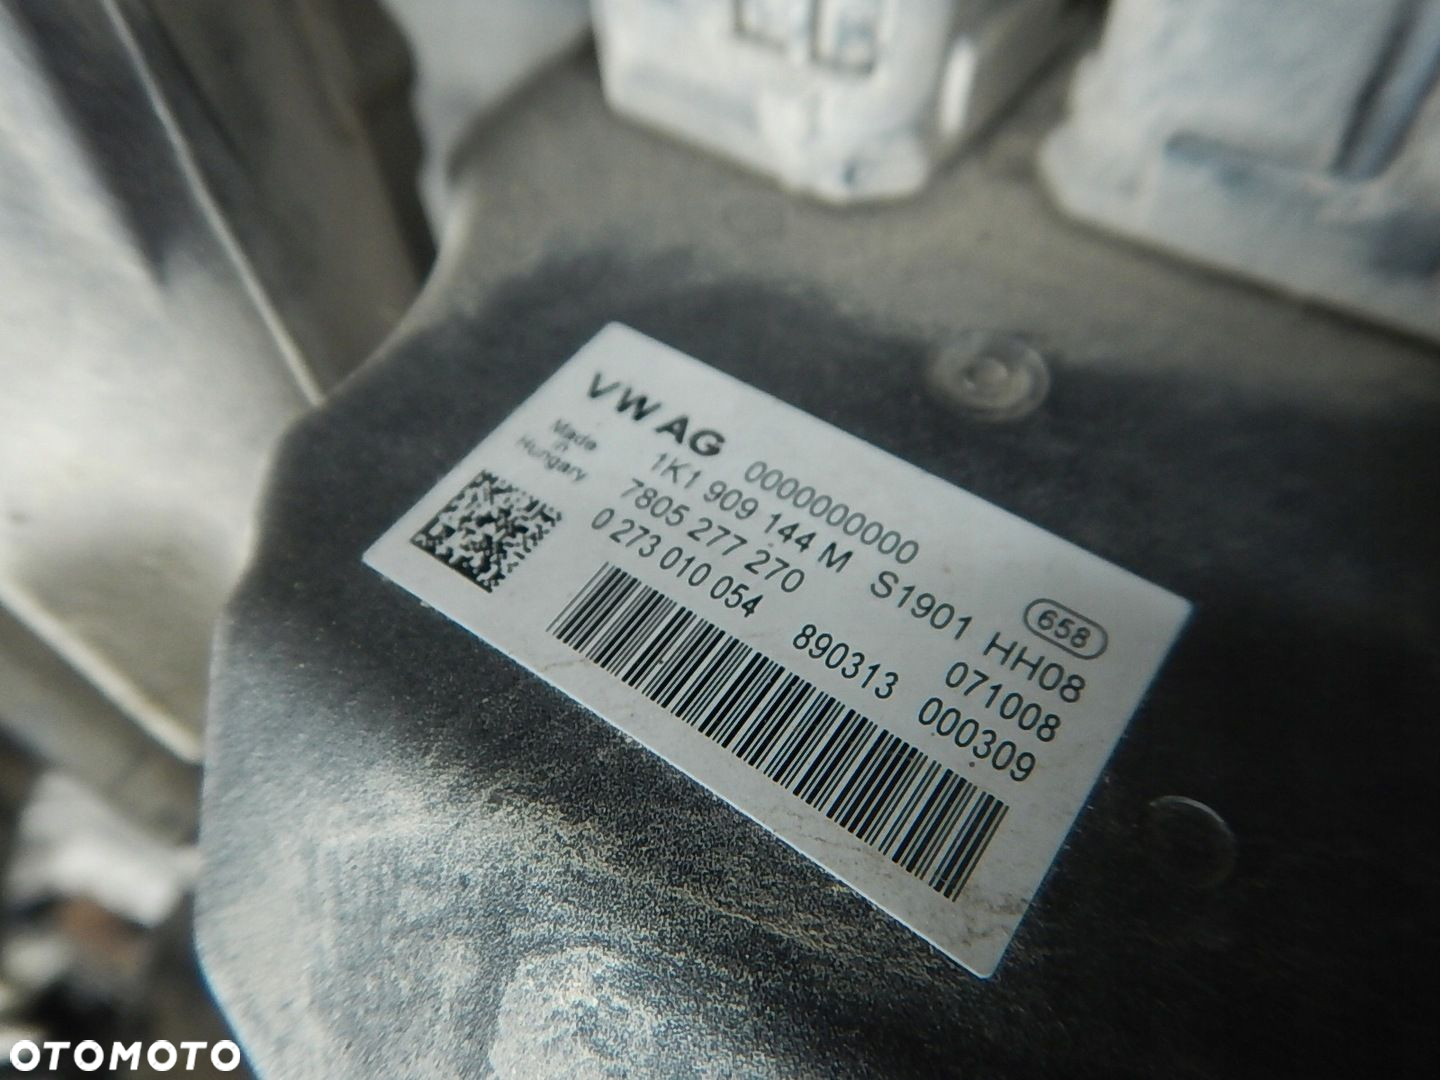 VW AG 0000000000 658
Made
in
Hungary
1K1 909 144 M S1901 HH08
7805 277 270 071008
0 273 010 054 890313 000309
OTOMOTO